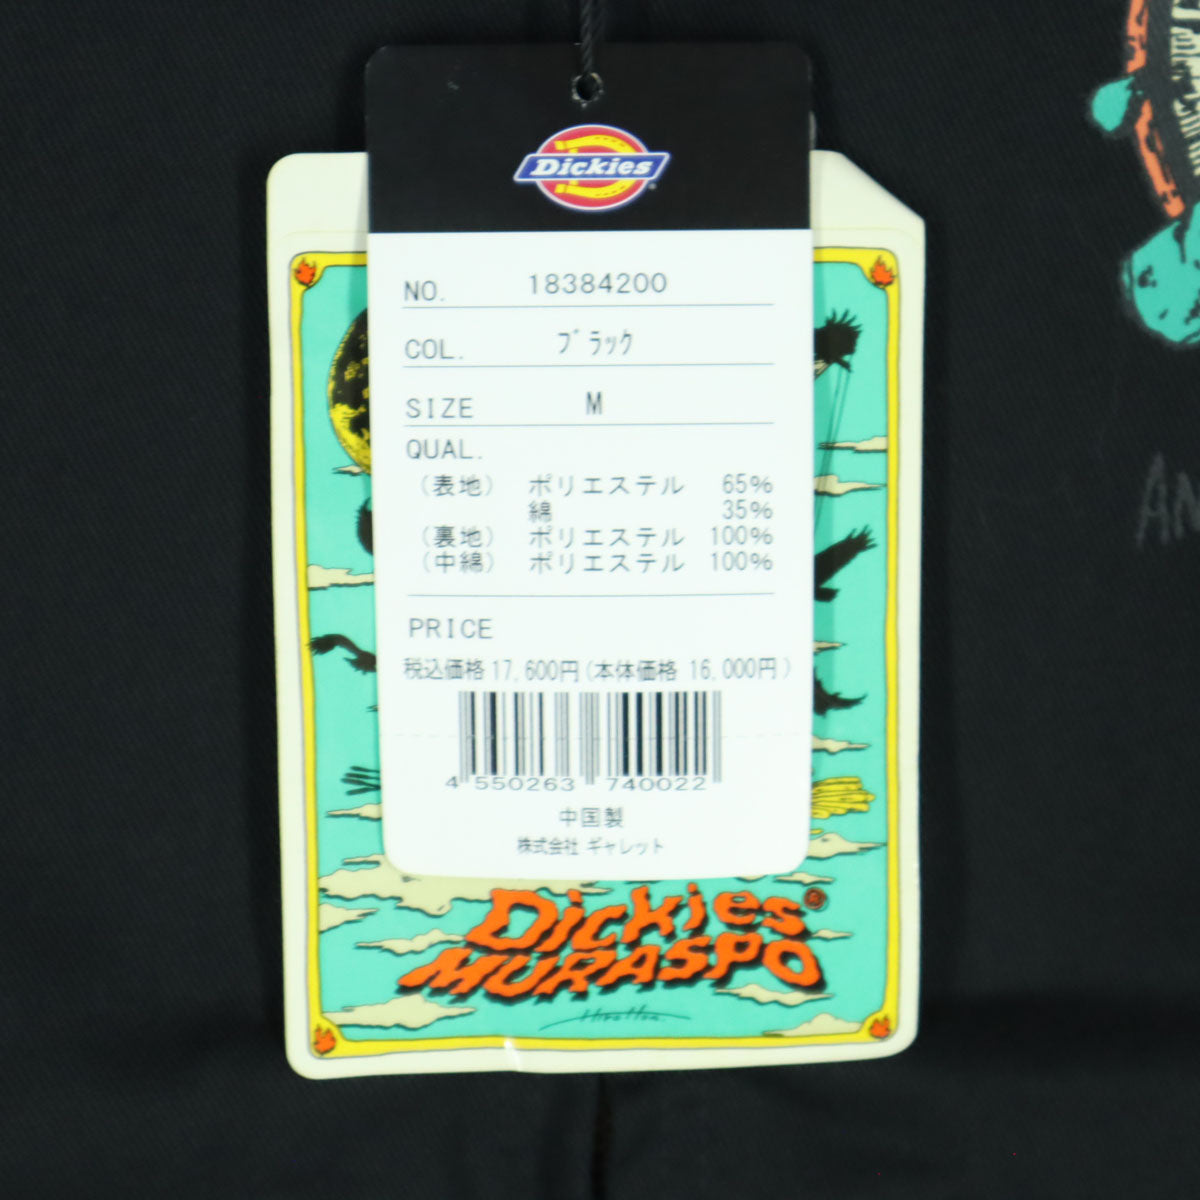 Dickies
NO. 18384200
COL. ブラック
SIZE M
QUAL.
(表地) ポリエステル 65%
綿 35%
(裏地) ポリエステル 100%
(中綿) ポリエステル 100%
PRICE
税込価格 17,600円(本体価格 16,000円)
4 550263 740022
中国製
株式会社 ギャレット
Dickies®
MURASPO
AN